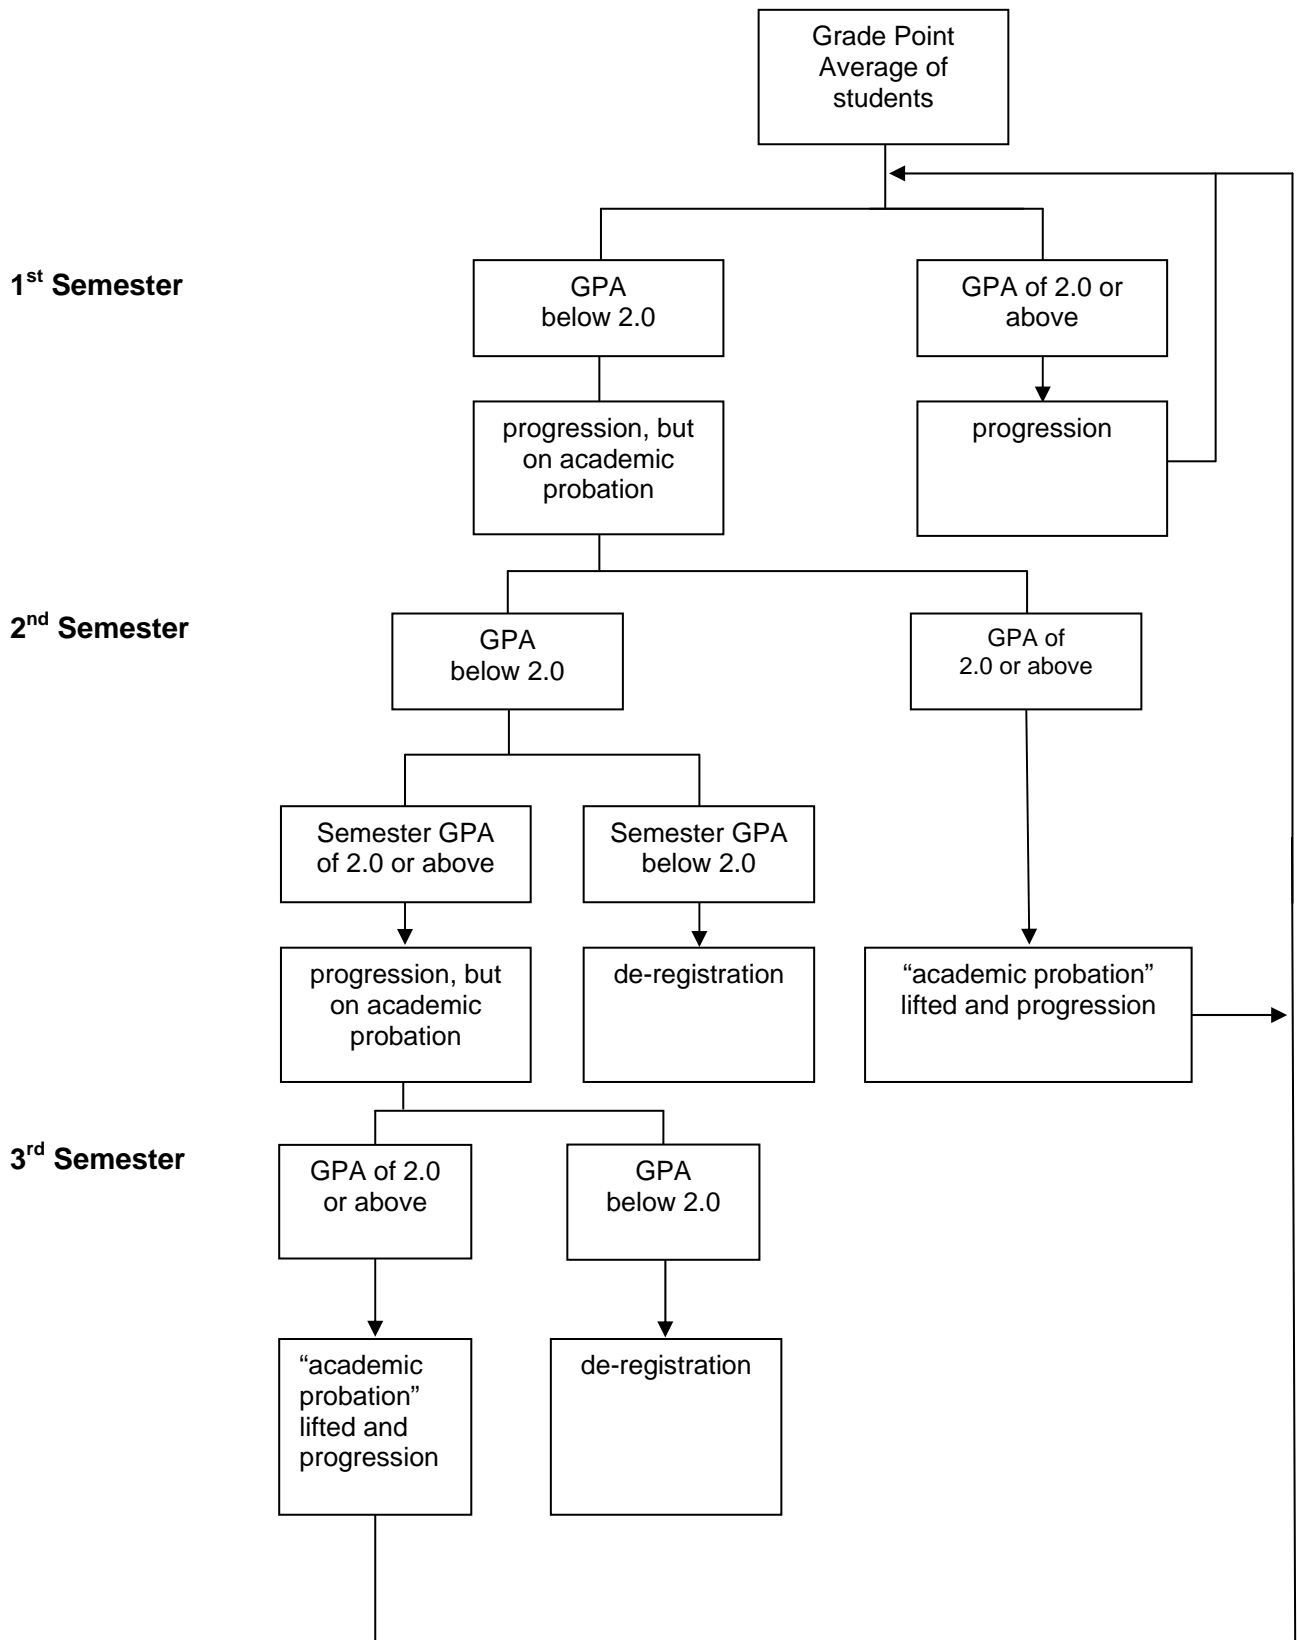 Grade Point
Average of
students
1st Semester
GPA
below 2.0
GPA of 2.0 or
above
progression, but
on academic
probation
progression
2nd Semester
GPA
below 2.0
GPA of
2.0 or above
Semester GPA
of 2.0 or above
Semester GPA
below 2.0
progression, but
on academic
probation
de-registration
“academic probation”
lifted and progression
3rd Semester
GPA of 2.0
or above
GPA
below 2.0
“academic
probation”
lifted and
progression
de-registration